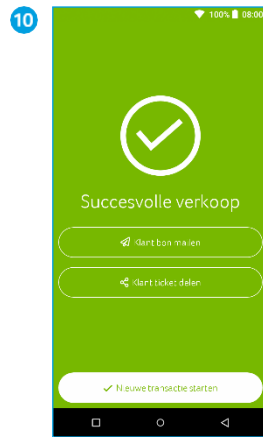 10
100% 08:00
Succesvolle verkoop
Klant bon mailen
Klant ticket delen
Nieuwe transactie starten